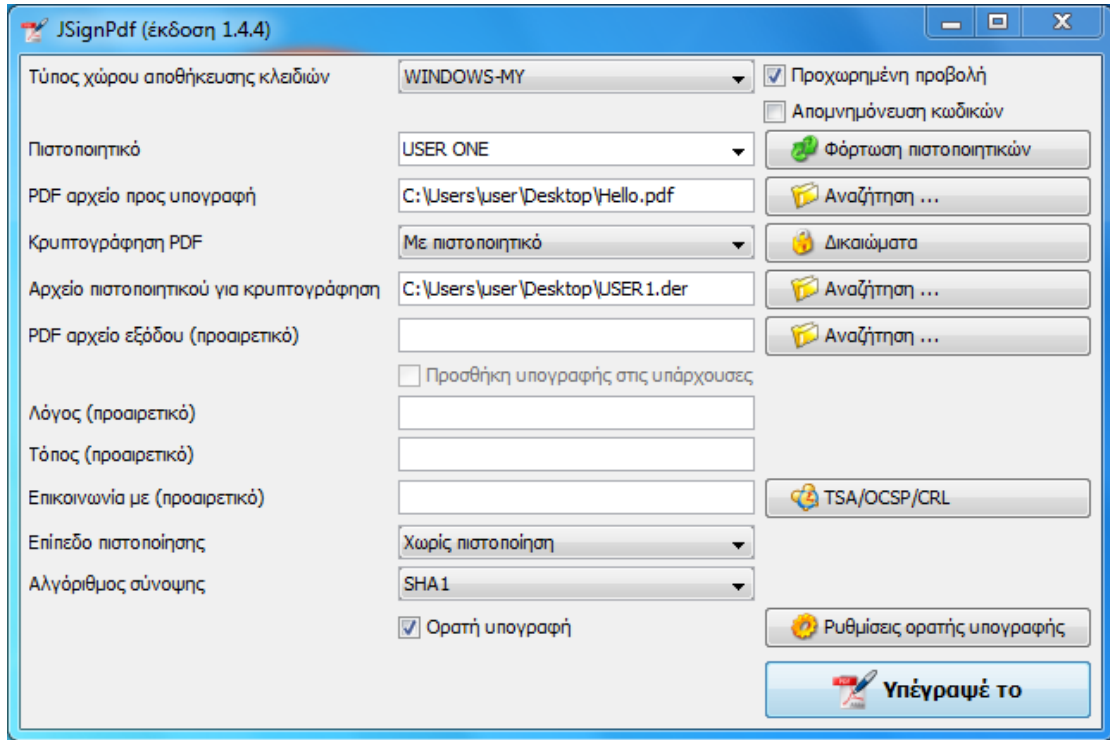 JSignPdf (έκδοση 1.4.4)
Τύπος χώρου αποθήκευσης κλειδιών WINDOWS-MY Προχωρημένη προβολή
Απομνημόνευση κωδικών
Πιστοποιητικό USER ONE Φόρτωση πιστοποιητικών
PDF αρχείο προς υπογραφή C:\Users\user\Desktop\Hello.pdf Αναζήτηση ...
Κρυπτογράφηση PDF Με πιστοποιητικό Δικαιώματα
Αρχείο πιστοποιητικού για κρυπτογράφηση C:\Users\user\Desktop\USER1.der Αναζήτηση ...
PDF αρχείο εξόδου (προαιρετικό) Αναζήτηση ...
Προσθήκη υπογραφής στις υπάρχουσες
Λόγος (προαιρετικό)
Τόπος (προαιρετικό)
Επικοινωνία με (προαιρετικό) TSA/OCSP/CRL
Επίπεδο πιστοποίησης Χωρίς πιστοποίηση
Αλγόριθμος σύνοψης SHA1
Ορατή υπογραφή Ρυθμίσεις ορατής υπογραφής
Υπέγραψέ το